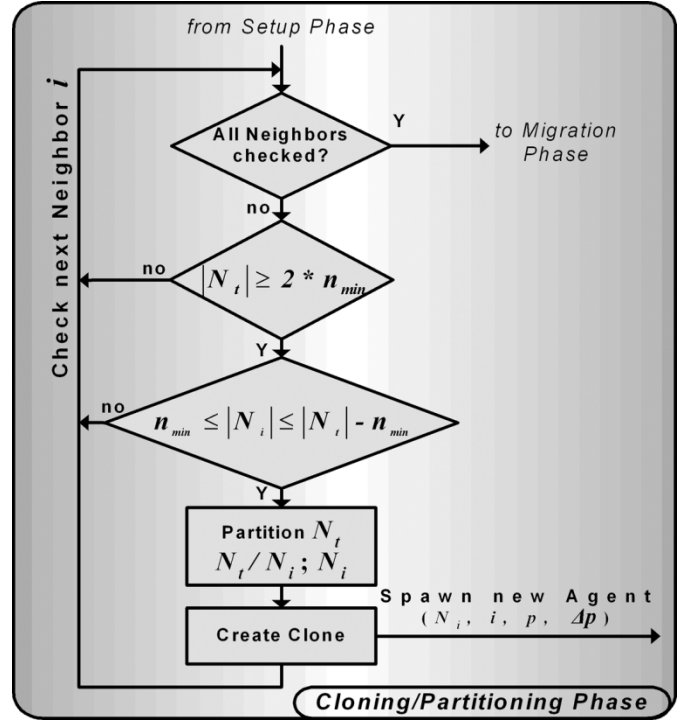 from Setup Phase
Check next Neighbor i
All Neighbors
checked?
Y
to Migration
Phase
no
no
|N_t| ≥ 2 * n_min
Y
no
n_min ≤ |N_i| ≤ |N_t| - n_min
Y
Partition N_t
N_t / N_i ; N_i
Spawn new Agent
( N_i , i, p, Δp )
Create Clone
Cloning/Partitioning Phase